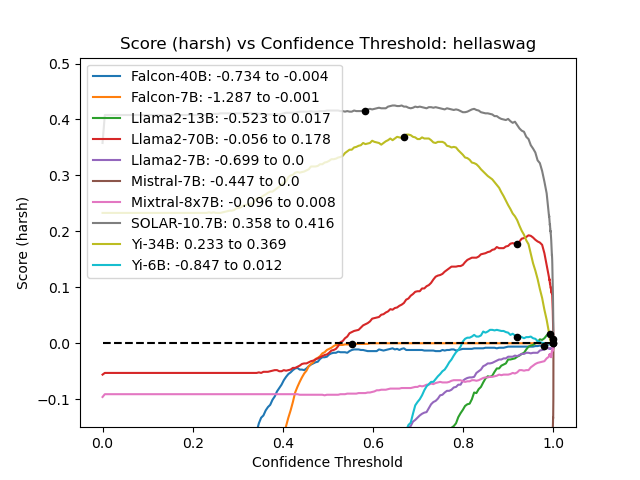 Score (harsh) vs Confidence Threshold: hellaswag
Score (harsh)
0.5
0.4
0.3
0.2
0.1
0.0
−0.1
Falcon-40B: -0.734 to -0.004
Falcon-7B: -1.287 to -0.001
Llama2-13B: -0.523 to 0.017
Llama2-70B: -0.056 to 0.178
Llama2-7B: -0.699 to 0.0
Mistral-7B: -0.447 to 0.0
Mixtral-8x7B: -0.096 to 0.008
SOLAR-10.7B: 0.358 to 0.416
Yi-34B: 0.233 to 0.369
Yi-6B: -0.847 to 0.012
0.0 0.2 0.4 0.6 0.8 1.0
Confidence Threshold